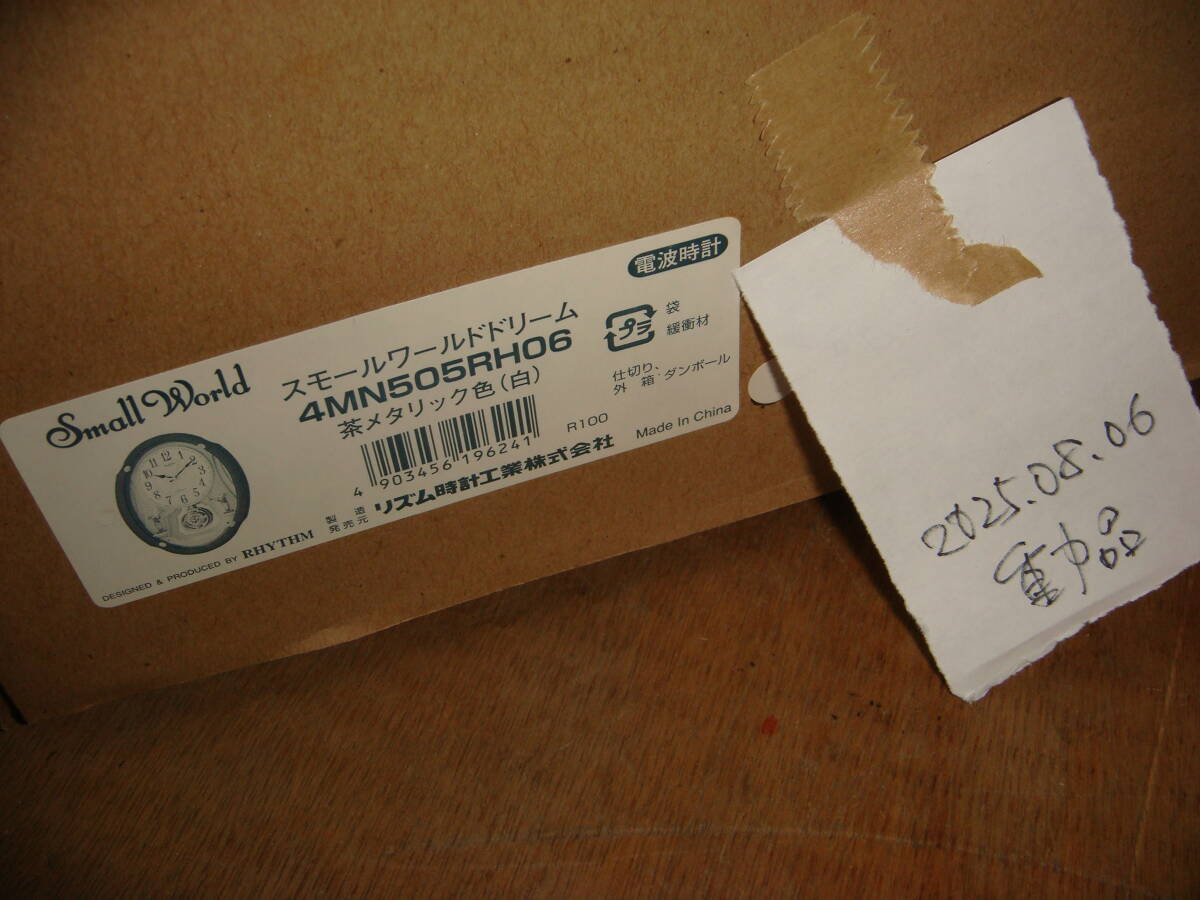 Small World
スモールワールドドリーム
4MN505RH06
茶メタリック色(白)
4 903456 196241
R100
製造
発売元
リズム時計工業株式会社
DESIGNED & PRODUCED BY RHYTHM
電波時計
プラ
袋
緩衝材
仕切り、
外箱・ダンボール
Made In China
2025.08.06
動品